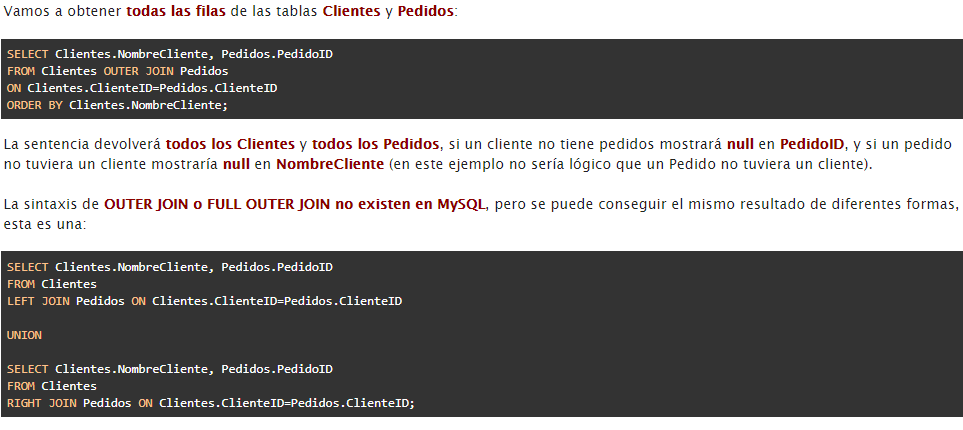 Vamos a obtener todas las filas de las tablas Clientes y Pedidos:
SELECT Clientes.NombreCliente, Pedidos.PedidoID
FROM Clientes OUTER JOIN Pedidos
ON Clientes.ClienteID=Pedidos.ClienteID
ORDER BY Clientes.NombreCliente;
La sentencia devolverá todos los Clientes y todos los Pedidos, si un cliente no tiene pedidos mostrará null en PedidoID, y si un pedido
no tuviera un cliente mostraría null en NombreCliente (en este ejemplo no sería lógico que un Pedido no tuviera un cliente).
La sintaxis de OUTER JOIN o FULL OUTER JOIN no existen en MySQL, pero se puede conseguir el mismo resultado de diferentes formas,
esta es una:
SELECT Clientes.NombreCliente, Pedidos.PedidoID
FROM Clientes
LEFT JOIN Pedidos ON Clientes.ClienteID=Pedidos.ClienteID
UNION
SELECT Clientes.NombreCliente, Pedidos.PedidoID
FROM Clientes
RIGHT JOIN Pedidos ON Clientes.ClienteID=Pedidos.ClienteID;